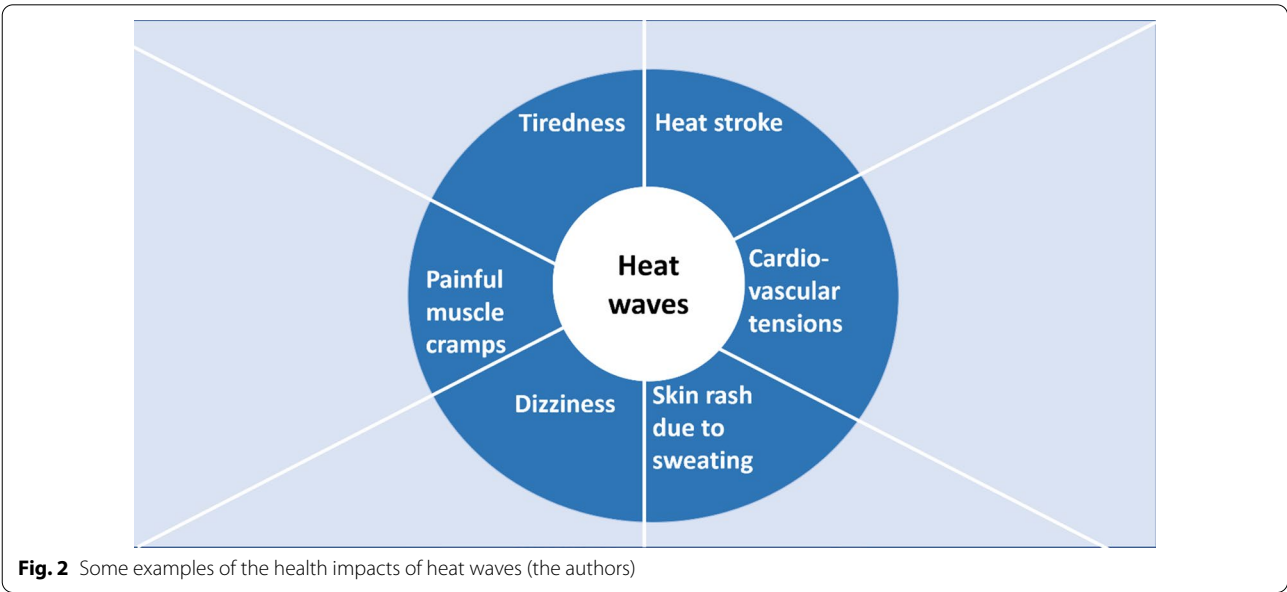 Tiredness
Heat stroke
Heat
waves
Cardio-
vascular
tensions
Painful
muscle
cramps
Dizziness
Skin rash
due to
sweating
Fig. 2 Some examples of the health impacts of heat waves (the authors)